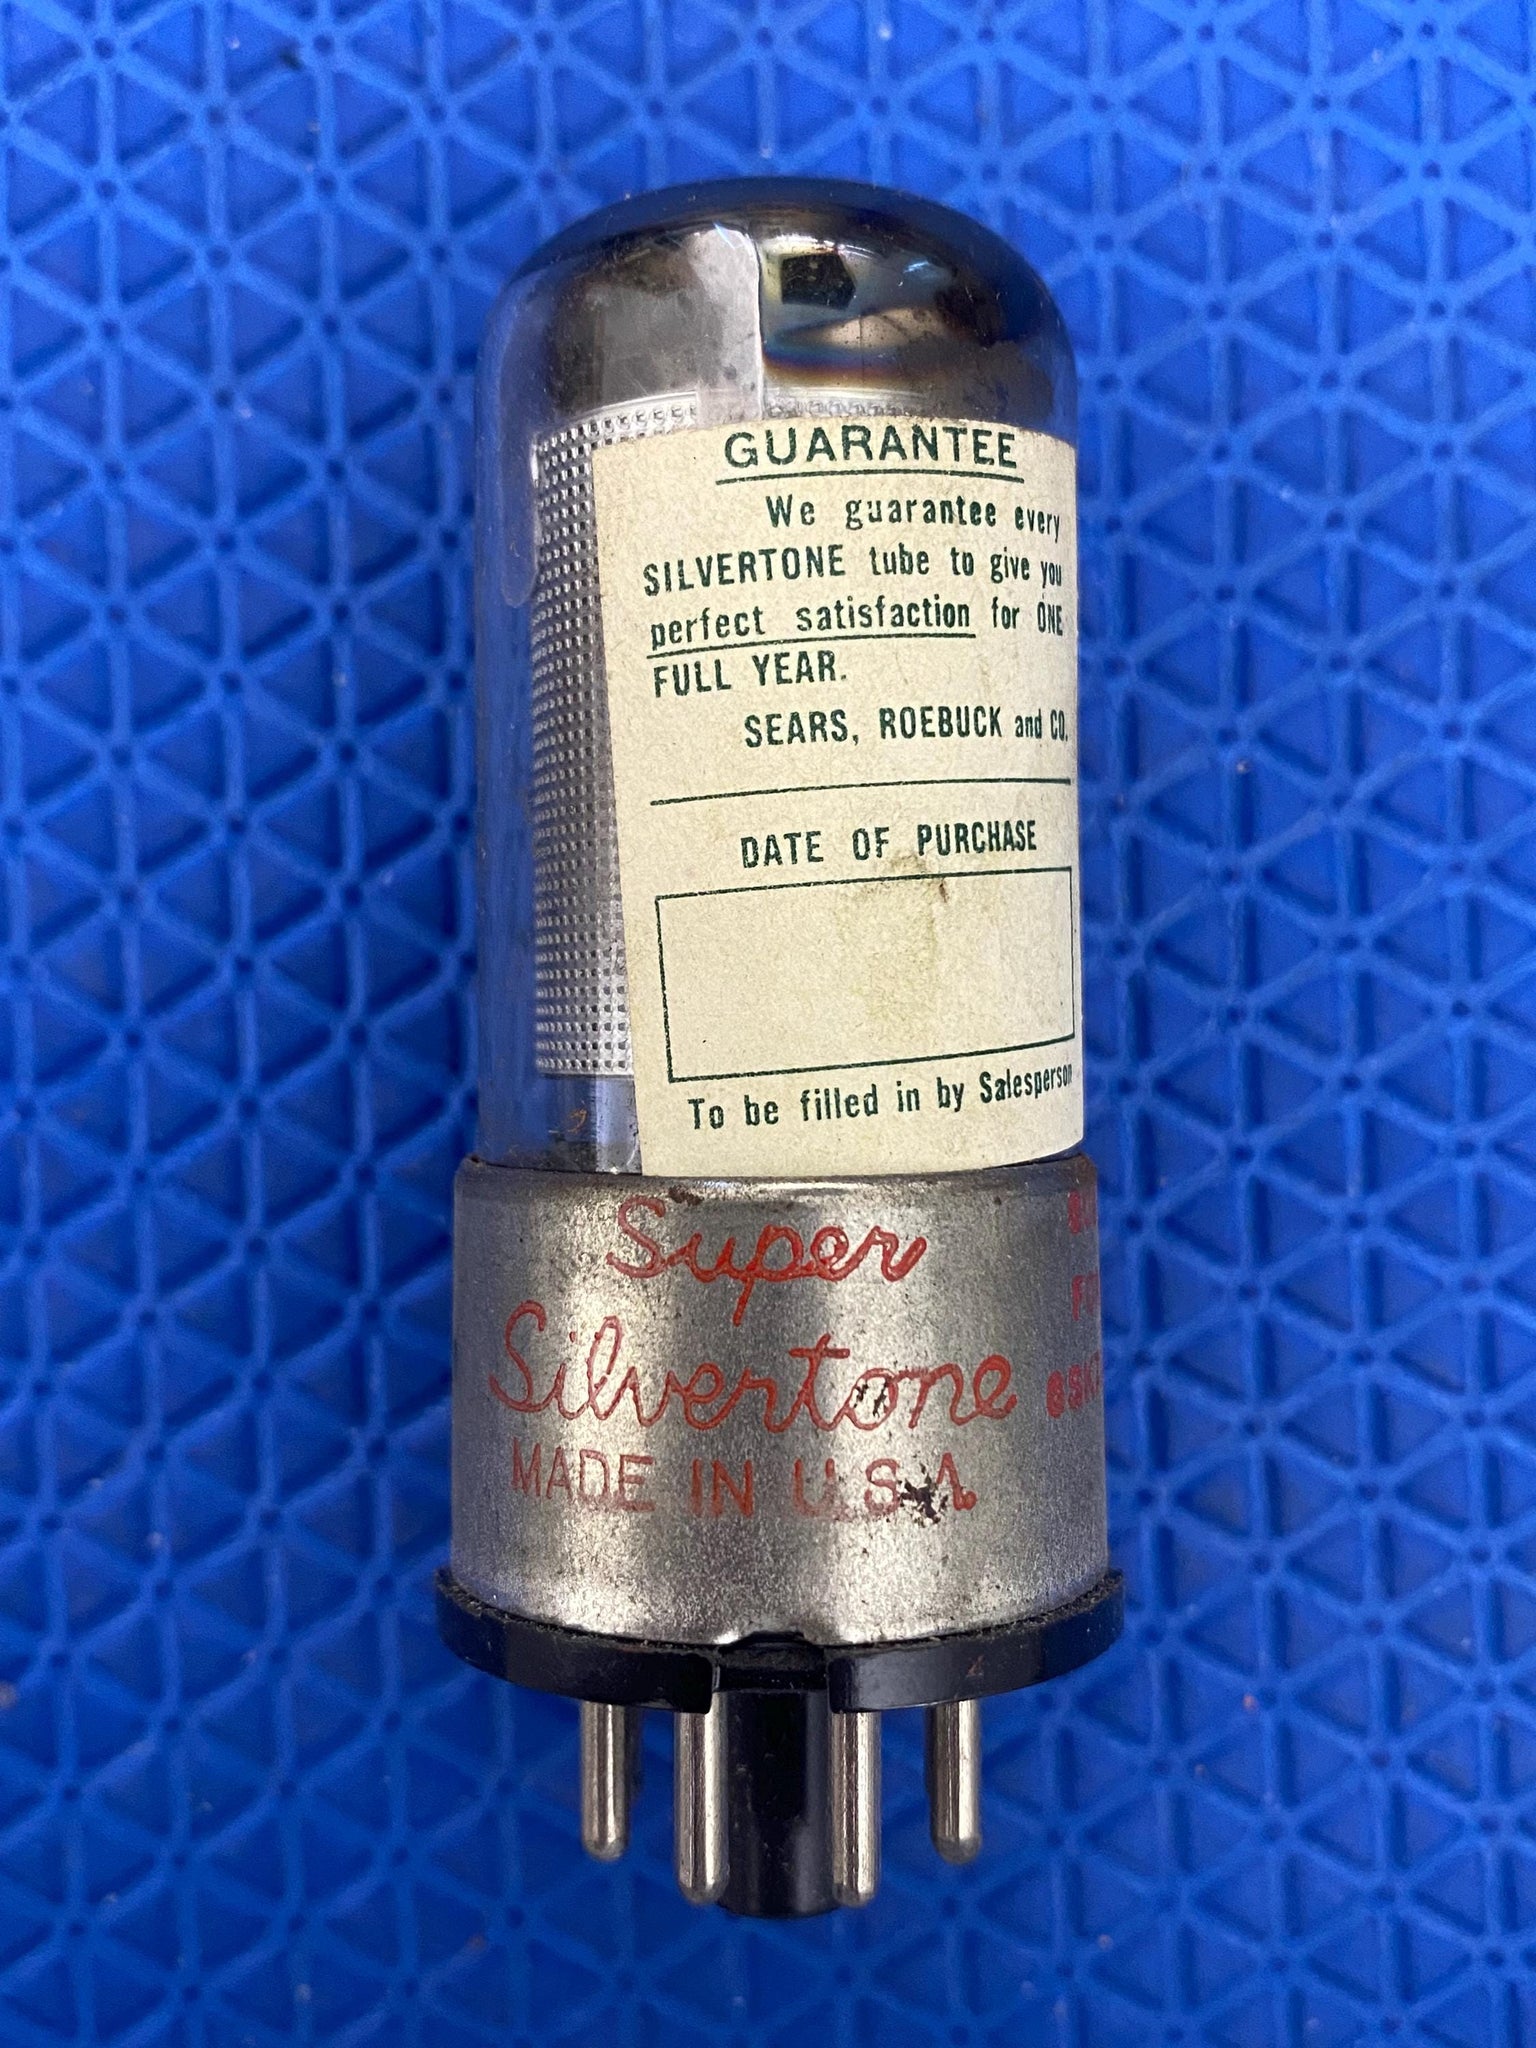 GUARANTEE
We guarantee every
SILVERTONE tube to give you
perfect satisfaction for ONE
FULL YEAR.
SEARS, ROEBUCK and CO.
DATE OF PURCHASE
To be filled in by Salesperson
Super
Silvertone
MADE IN U.S.A.